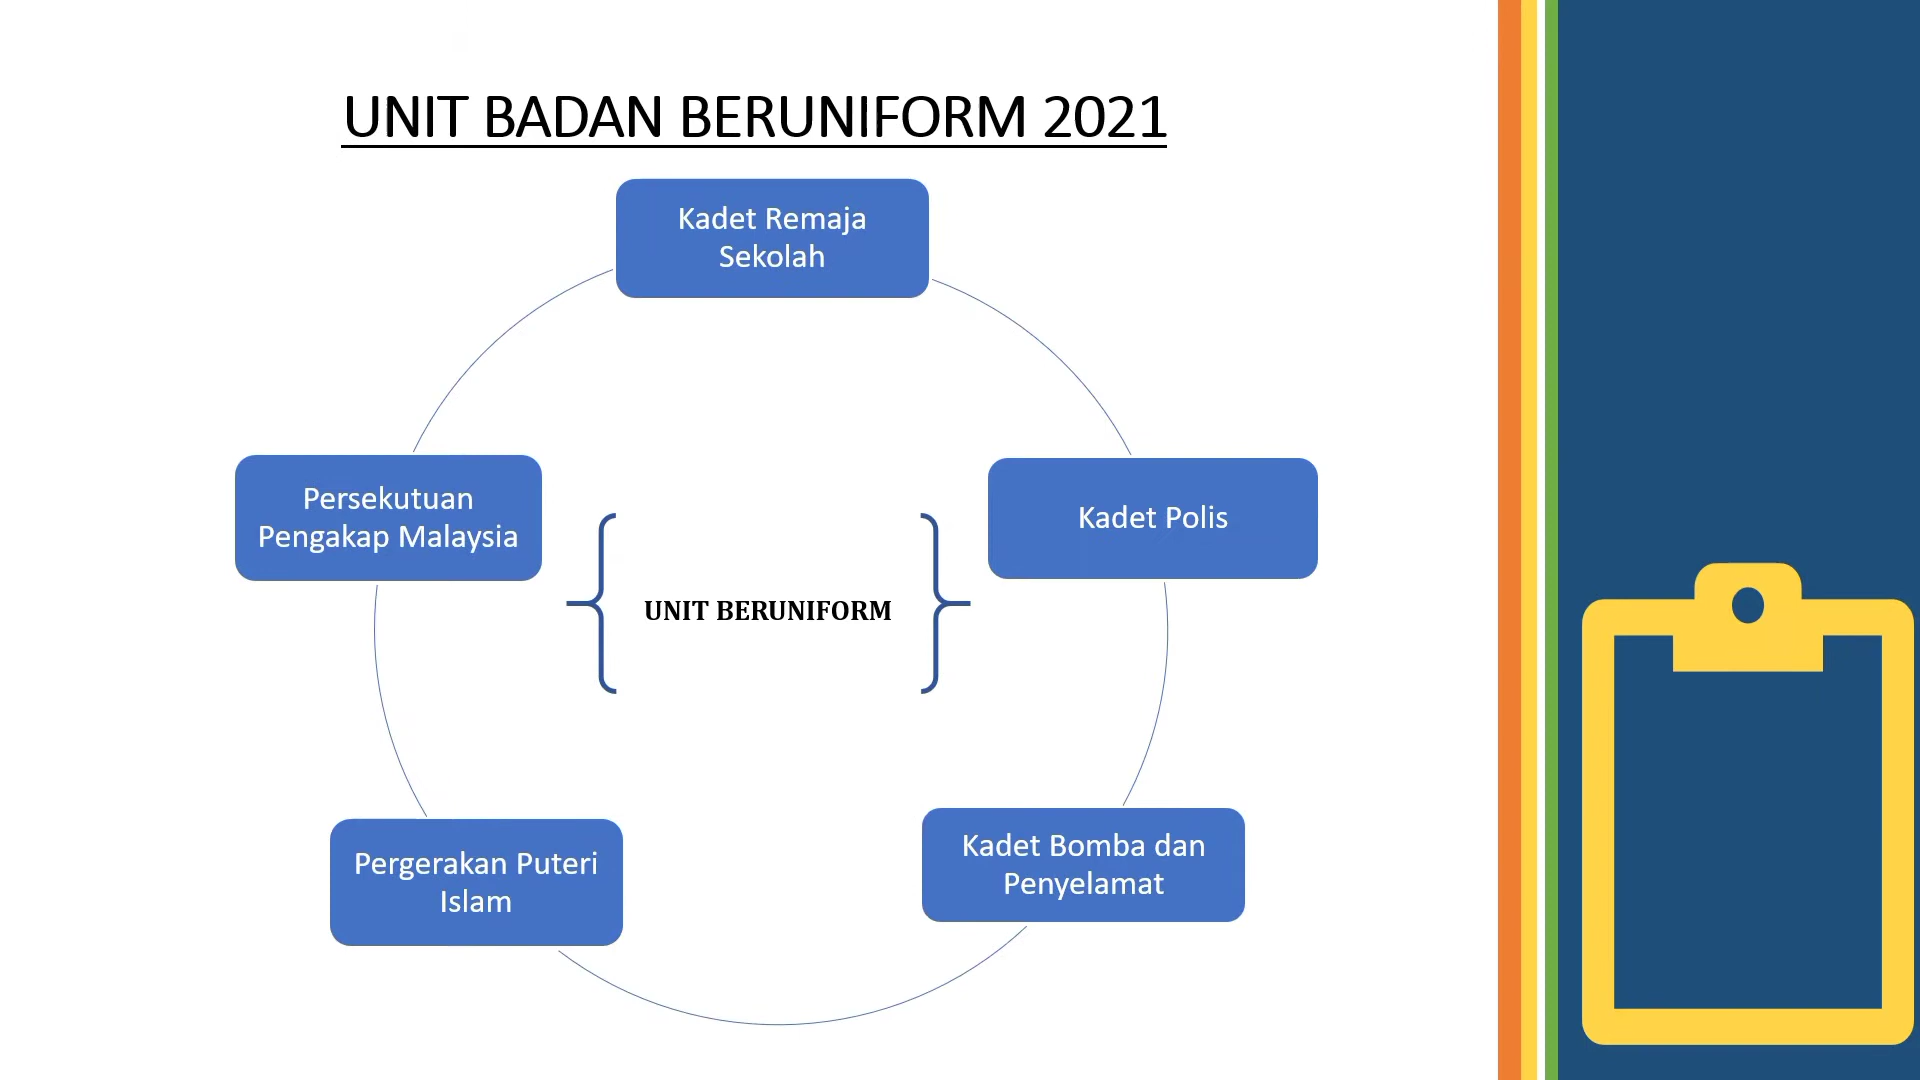 UNIT BADAN BERUNIFORM 2021
Kadet Remaja
Sekolah
Persekutuan
Pengakap Malaysia
Kadet Polis
UNIT BERUNIFORM
Pergerakan Puteri
Islam
Kadet Bomba dan
Penyelamat